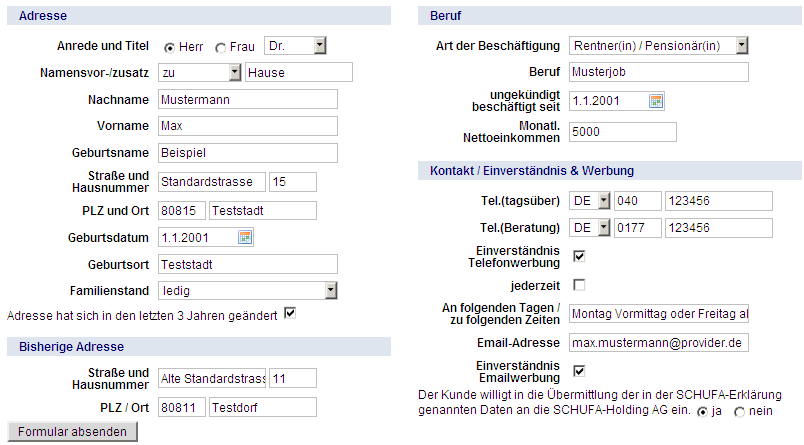 Adresse
Anrede und Titel Herr Frau Dr.
Namensvor-/zusatz zu Hause
Nachname Mustermann
Vorname Max
Geburtsname Beispiel
Straße und
Hausnummer Standardstrasse 15
PLZ und Ort 80815 Teststadt
Geburtsdatum 1.1.2001
Geburtsort Teststadt
Familienstand ledig
Adresse hat sich in den letzten 3 Jahren geändert
Bisherige Adresse
Straße und
Hausnummer Alte Standardstrass 11
PLZ / Ort 80811 Testdorf
Formular absenden
Beruf
Art der Beschäftigung Rentner(in) / Pensionär(in)
Beruf Musterjob
ungekündigt
beschäftigt seit 1.1.2001
Monatl.
Nettoeinkommen 5000
Kontakt / Einverständnis & Werbung
Tel.(tagsüber) DE 040 123456
Tel.(Beratung) DE 0177 123456
Einverständnis
Telefonwerbung
jederzeit
An folgenden Tagen /
zu folgenden Zeiten Montag Vormittag oder Freitag al
Email-Adresse max.mustermann@provider.de
Einverständnis
Emailwerbung
Der Kunde willigt in die Übermittlung der in der SCHUFA-Erklärung
genannten Daten an die SCHUFA-Holding AG ein. ja nein